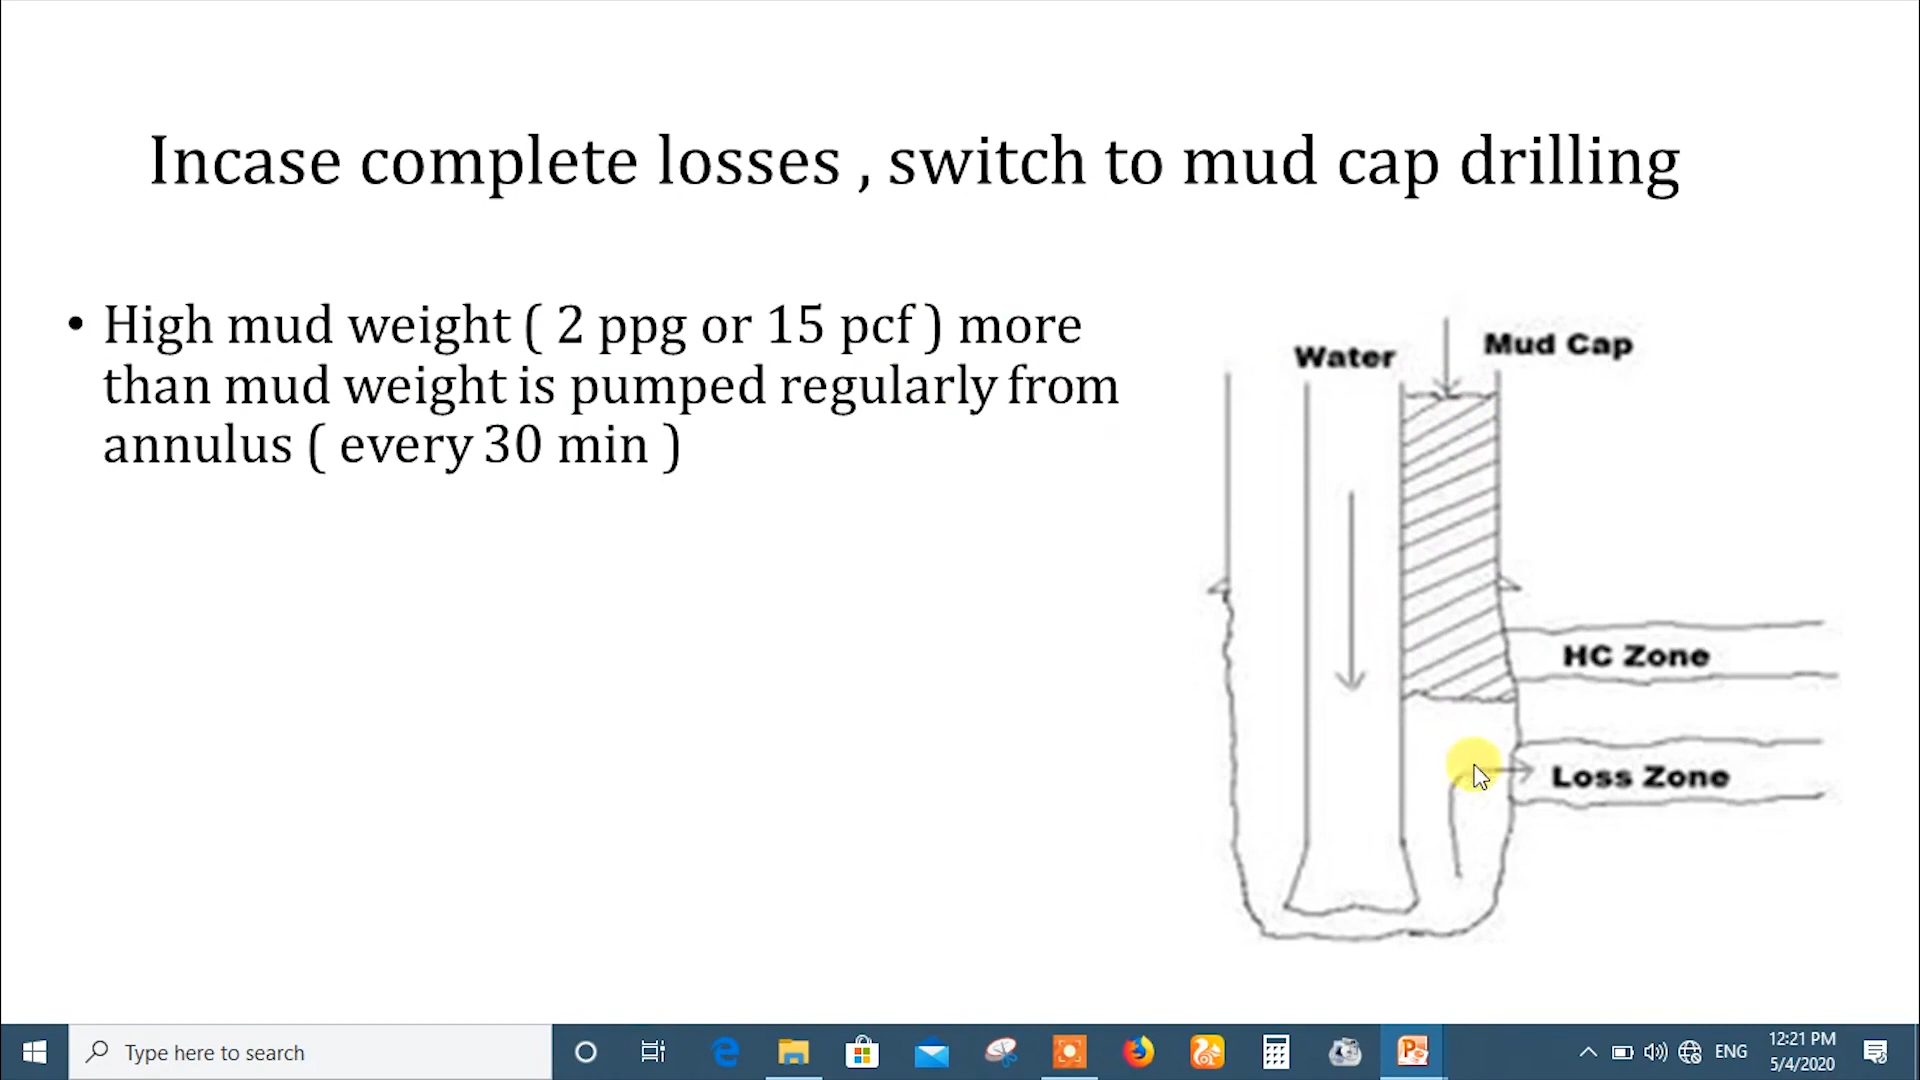 Incase complete losses , switch to mud cap drilling
• High mud weight ( 2 ppg or 15 pcf ) more
than mud weight is pumped regularly from
annulus ( every 30 min )
Water
Mud Cap
HC Zone
Loss Zone
Type here to search
ENG
12:21 PM
5/4/2020